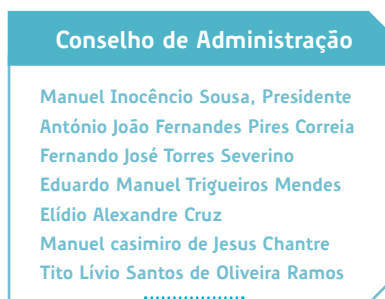 Conselho de Administração
Manuel Inocêncio Sousa, Presidente
António João Fernandes Pires Correia
Fernando José Torres Severino
Eduardo Manuel Trigueiros Mendes
Elídio Alexandre Cruz
Manuel casimiro de Jesus Chantre
Tito Lívio Santos de Oliveira Ramos